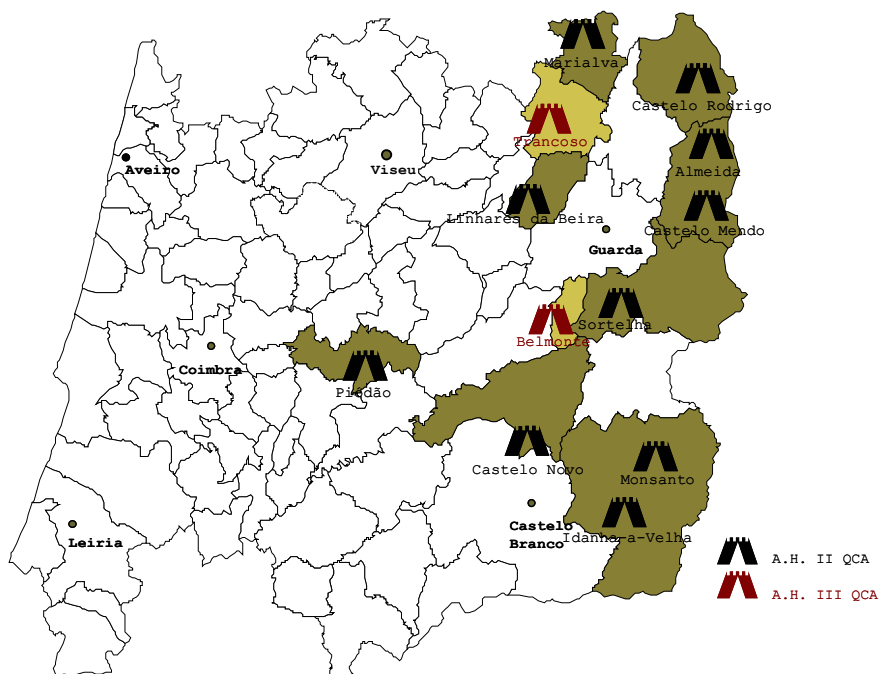 Marialva
Castelo Rodrigo
Trancoso
Aveiro
Viseu
Almeida
Linhares da Beira
Castelo Mendo
Guarda
Sortelha
Belmonte
Coimbra
Piódão
Castelo Novo
Monsanto
Castelo
Branco
Idanha-a-Velha
Leiria
A.H. II QCA
A.H. III QCA